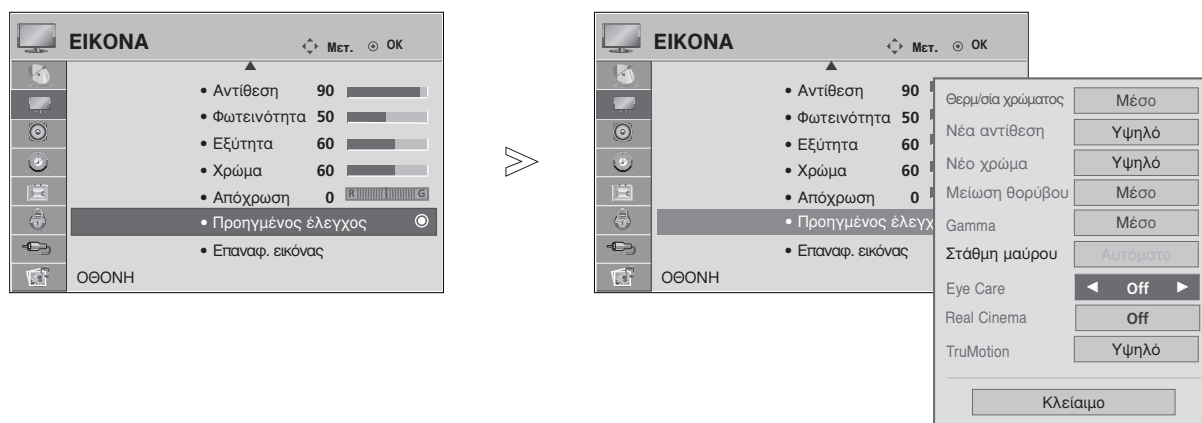 ΕΙΚΟΝΑ Μετ. OK
• Αντίθεση 90
• Φωτεινότητα 50
• Εξύτητα 60
• Χρώμα 60
• Απόχρωση 0 R G
• Προηγμένος έλεγχος
• Επαναφ. εικόνας
ΟΘΟΝΗ
ΕΙΚΟΝΑ Μετ. OK
• Αντίθεση 90
• Φωτεινότητα 50
• Εξύτητα 60
• Χρώμα 60
• Απόχρωση 0
• Προηγμένος έλεγχ
• Επαναφ. εικόνας
ΟΘΟΝΗ
Θερμ/σία χρώματος Μέσο
Νέα αντίθεση Υψηλό
Νέο χρώμα Υψηλό
Μείωση θορύβου Μέσο
Gamma Μέσο
Στάθμη μαύρου Αυτόματο
Eye Care ◄ Off ►
Real Cinema Off
TruMotion Υψηλό
Κλείαιμο